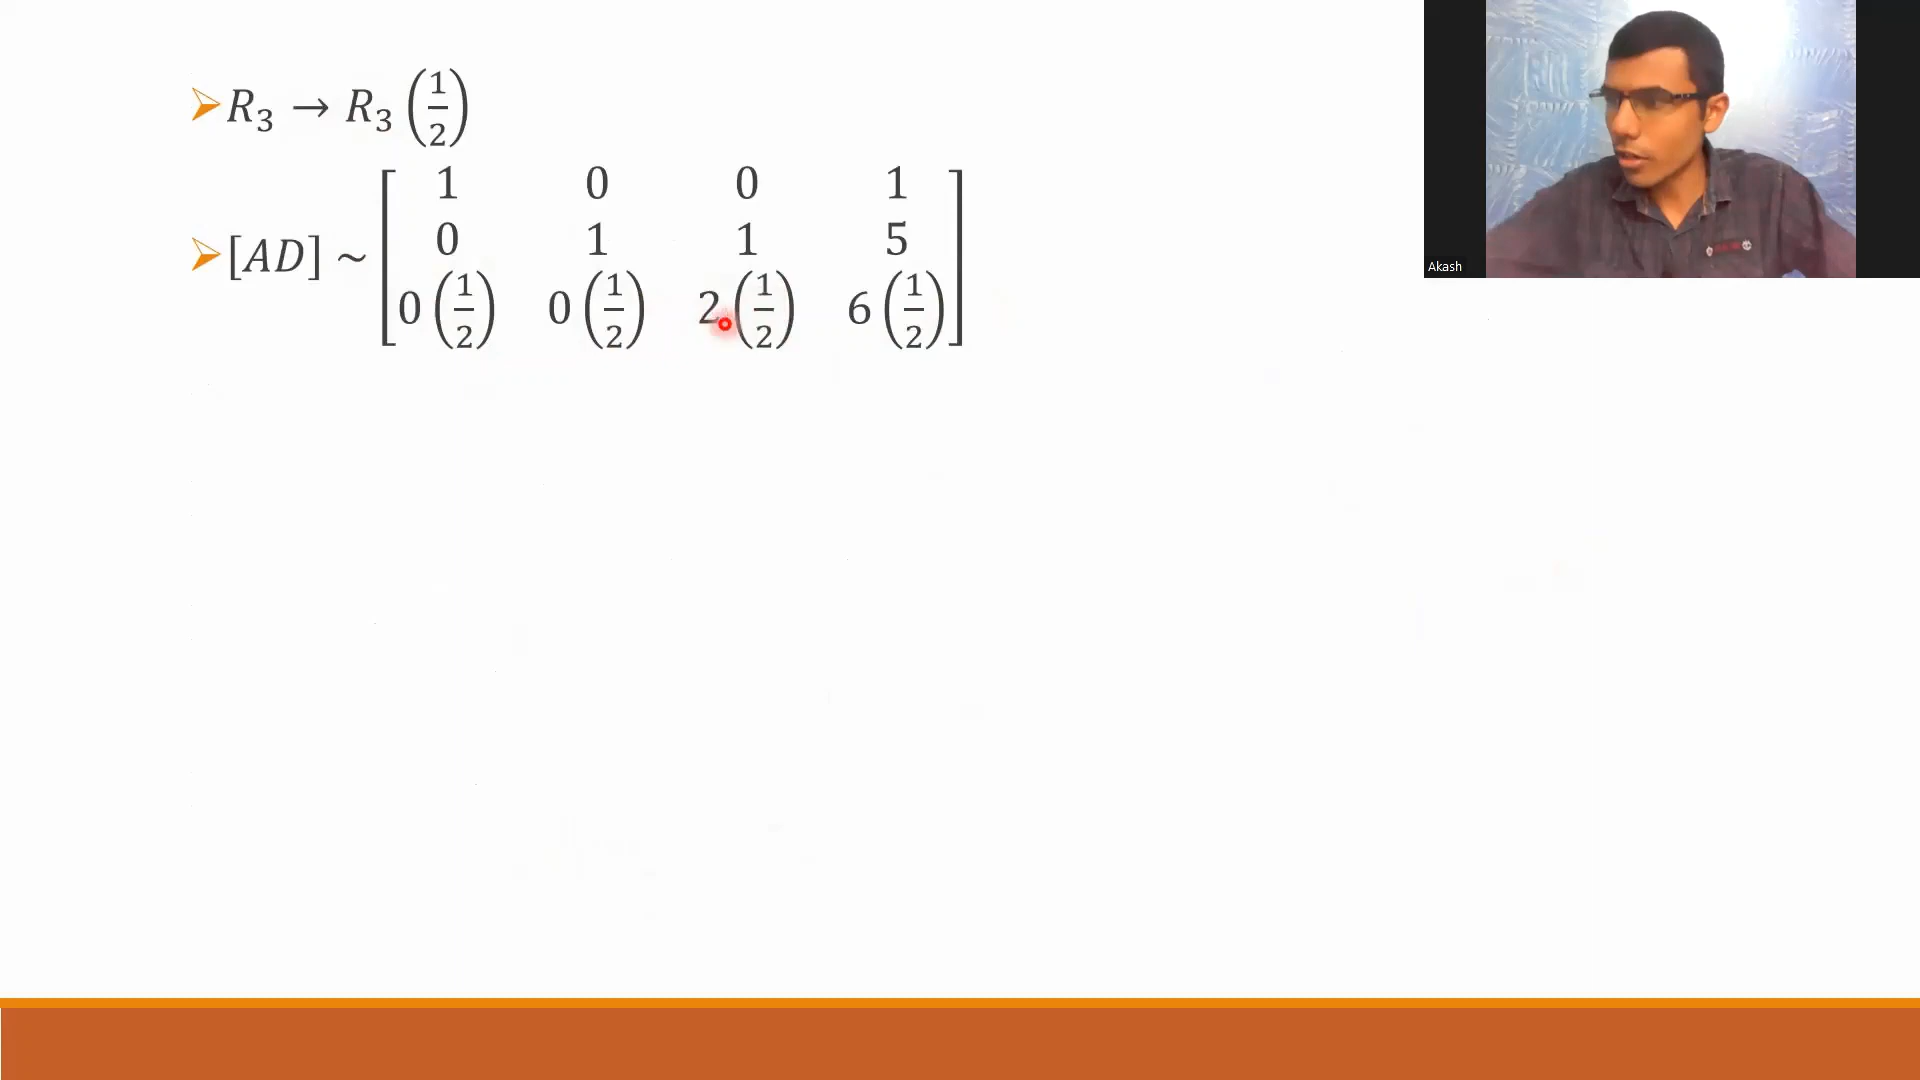 R₃ → R₃ (1/2)
[AD] ~ [1 0 0 1
0 1 1 5
0(1/2) 0(1/2) 2(1/2) 6(1/2)]
Akash